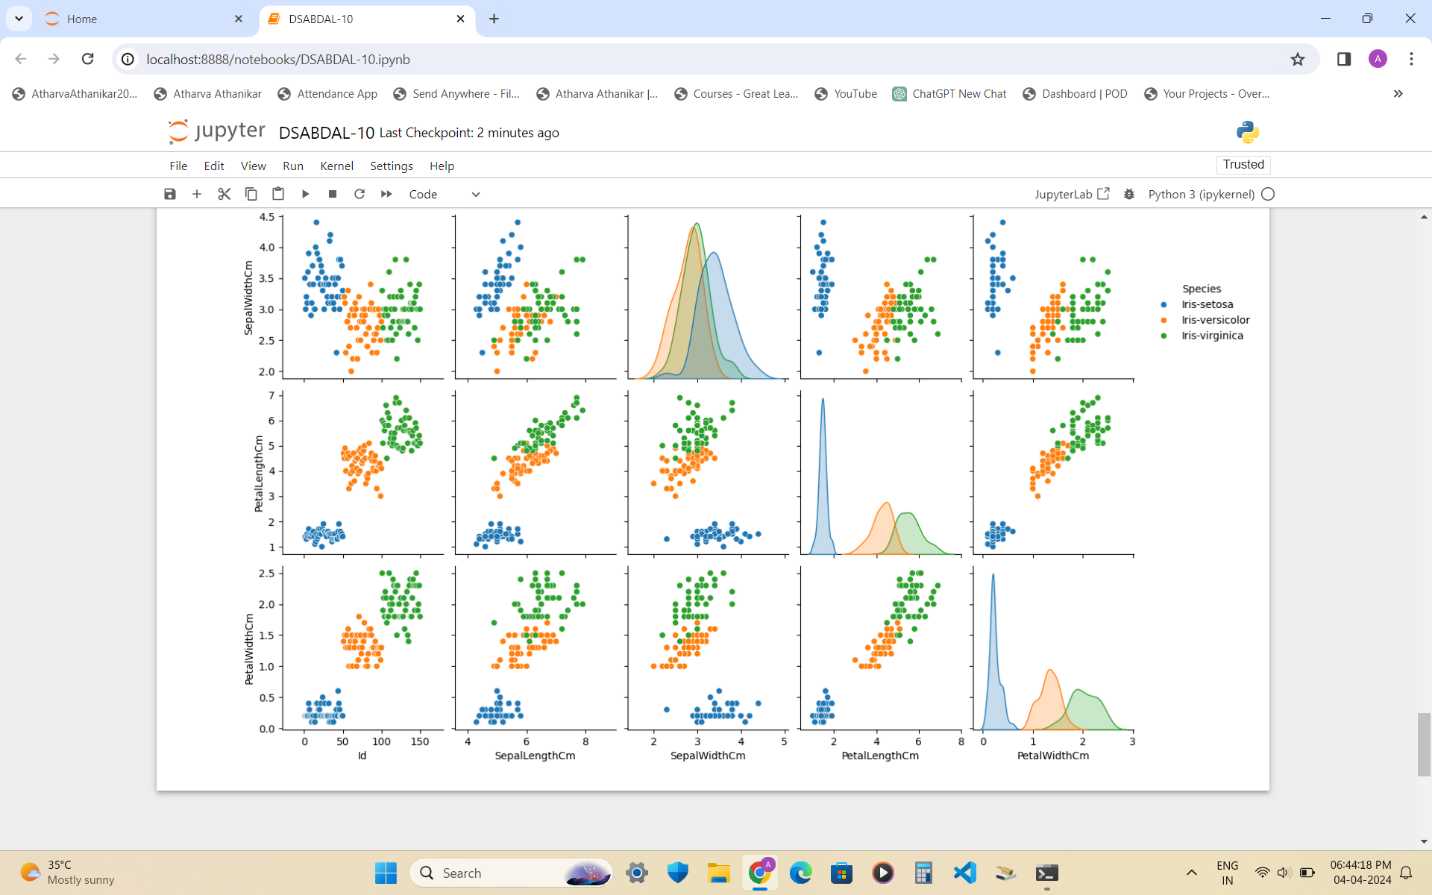 Home
DSABDAL-10
localhost:8888/notebooks/DSABDAL-10.ipynb
A
AtharvaAthanikar20...
Atharva Athanikar
Attendance App
Send Anywhere - Fil...
Atharva Athanikar |...
Courses - Great Lea...
YouTube
ChatGPT New Chat
Dashboard | POD
Your Projects - Over...
jupyter DSABDAL-10 Last Checkpoint: 2 minutes ago
File Edit View Run Kernel Settings Help
Trusted
Code
JupyterLab
Python 3 (ipykernel)
4.5
4.0
3.5
3.0
2.5
2.0
SepalWidthCm
Species
Iris-setosa
Iris-versicolor
Iris-virginica
7
6
5
4
3
2
1
PetalLengthCm
2.5
2.0
1.5
1.0
0.5
0.0
PetalWidthCm
0 50 100 150
4 6 8
2 3 4 5
2 4 6 8
0 1 2 3
Id
SepalLengthCm
SepalWidthCm
PetalLengthCm
PetalWidthCm
35°C
Mostly sunny
Search
A
ENG
IN
06:44:18 PM
04-04-2024